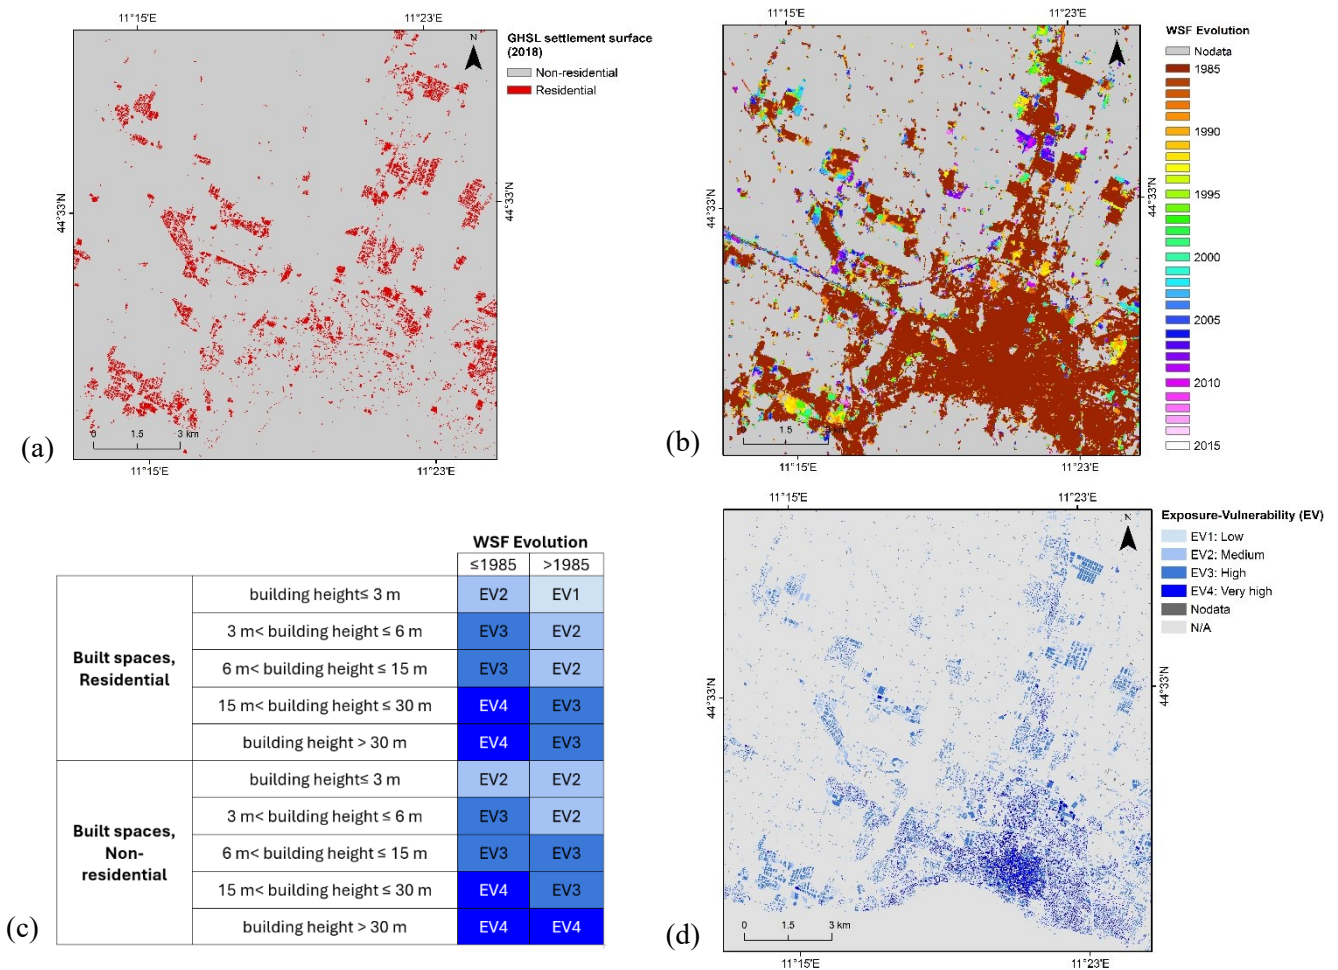 11°15'E
11°23'E
GHSL settlement surface
(2018)
Non-residential
Residential
N
44°33'N
44°33'N
0
1.5
3 km
11°15'E
11°23'E
(a)
11°15'E
11°23'E
WSF Evolution
Nodata
1985
1990
1995
2000
2005
2010
2015
N
44°33'N
44°33'N
1.5
km
11°15'E
11°23'E
(b)
WSF Evolution
≤1985
>1985
Built spaces,
Residential
building height≤ 3 m
EV2
EV1
3 m< building height ≤ 6 m
EV3
EV2
6 m< building height ≤ 15 m
EV3
EV2
15 m< building height ≤ 30 m
EV4
EV3
building height > 30 m
EV4
EV3
Built spaces,
Non-
residential
building height≤ 3 m
EV2
EV2
3 m< building height ≤ 6 m
EV3
EV2
6 m< building height ≤ 15 m
EV3
EV3
15 m< building height ≤ 30 m
EV4
EV3
building height > 30 m
EV4
EV4
(c)
11°15'E
11°23'E
Exposure-Vulnerability (EV)
EV1: Low
EV2: Medium
EV3: High
EV4: Very high
Nodata
N/A
N
44°33'N
44°33'N
0
1.5
3 km
11°15'E
11°23'E
(d)